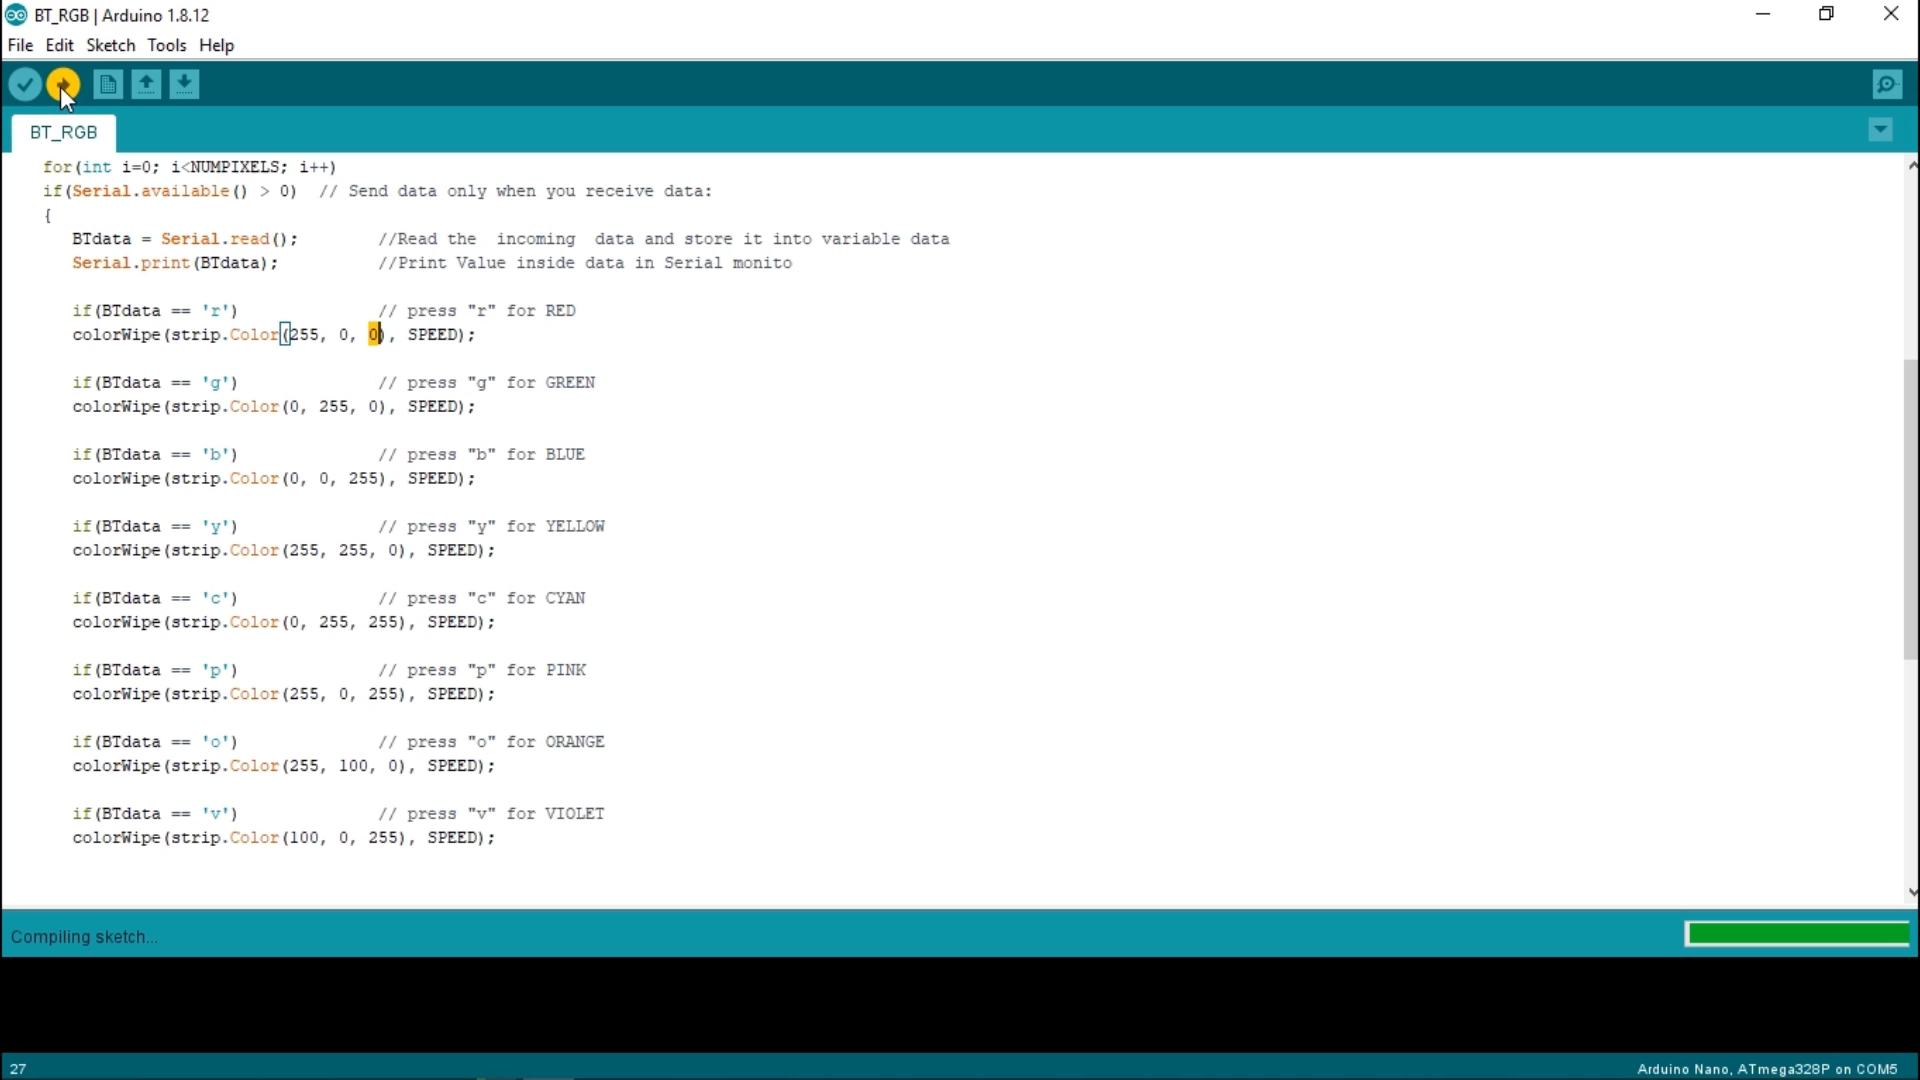 BT_RGB | Arduino 1.8.12
File Edit Sketch Tools Help
BT_RGB
for(int i=0; i<NUMPIXELS; i++)
if(Serial.available() > 0)  // Send data only when you receive data:
{
BTdata = Serial.read();        //Read the  incoming  data and store it into variable data
Serial.print(BTdata);          //Print Value inside data in Serial monito
if(BTdata == 'r')              // press "r" for RED
colorWipe(strip.Color(255, 0, 0), SPEED);
if(BTdata == 'g')              // press "g" for GREEN
colorWipe(strip.Color(0, 255, 0), SPEED);
if(BTdata == 'b')              // press "b" for BLUE
colorWipe(strip.Color(0, 0, 255), SPEED);
if(BTdata == 'y')              // press "y" for YELLOW
colorWipe(strip.Color(255, 255, 0), SPEED);
if(BTdata == 'c')              // press "c" for CYAN
colorWipe(strip.Color(0, 255, 255), SPEED);
if(BTdata == 'p')              // press "p" for PINK
colorWipe(strip.Color(255, 0, 255), SPEED);
if(BTdata == 'o')              // press "o" for ORANGE
colorWipe(strip.Color(255, 100, 0), SPEED);
if(BTdata == 'v')              // press "v" for VIOLET
colorWipe(strip.Color(100, 0, 255), SPEED);
Compiling sketch...
27
Arduino Nano, ATmega328P on COM5